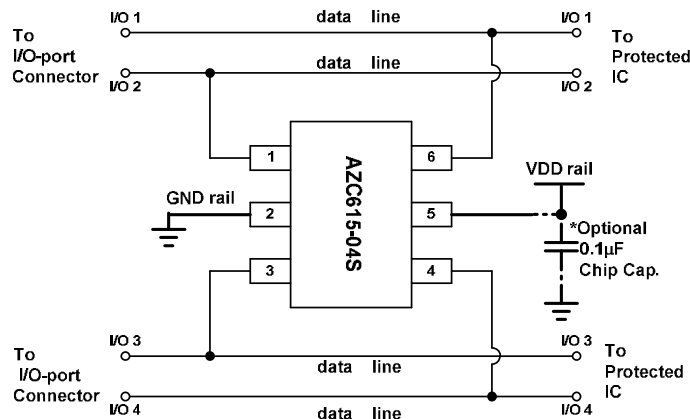 I/O 1
data line
I/O 1
To
I/O-port
Connector
data line
To
Protected
IC
I/O 2
I/O 2
1
6
AZC615-04S
VDD rail
GND rail
2
5
*Optional
0.1µF
Chip Cap.
3
4
I/O 3
I/O 3
To
I/O-port
Connector
data line
To
Protected
IC
I/O 4
data line
I/O 4